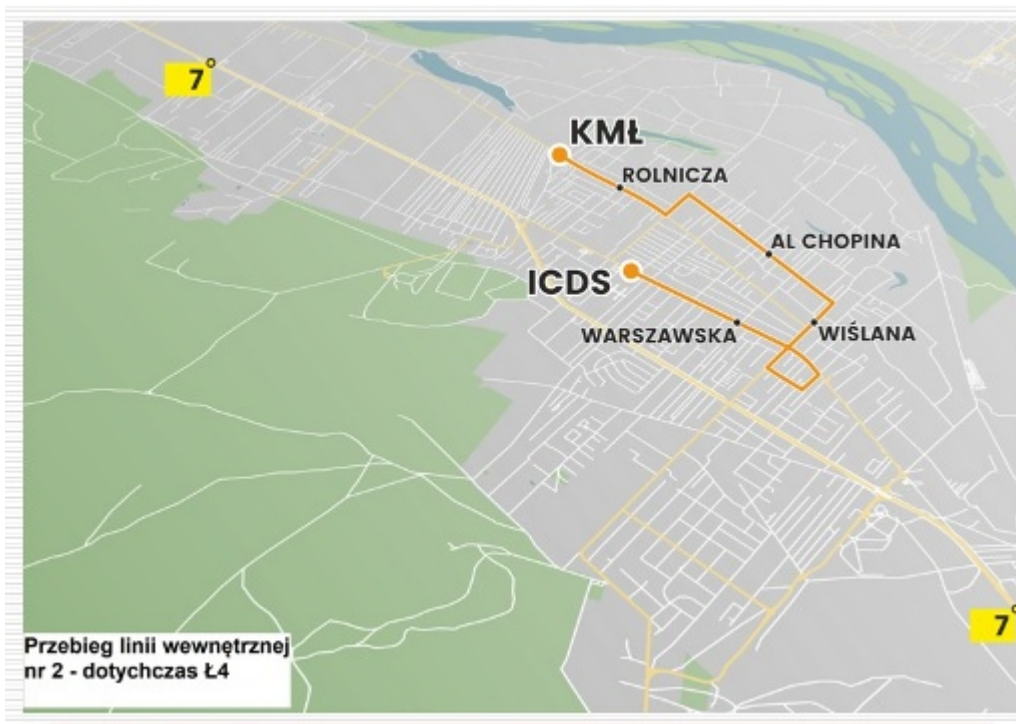 7
KMŁ
ROLNICZA
AL CHOPINA
ICDS
WARSZAWSKA
WIŚLANA
7
Przebieg linii wewnętrznej
nr 2 - dotychczas Ł4